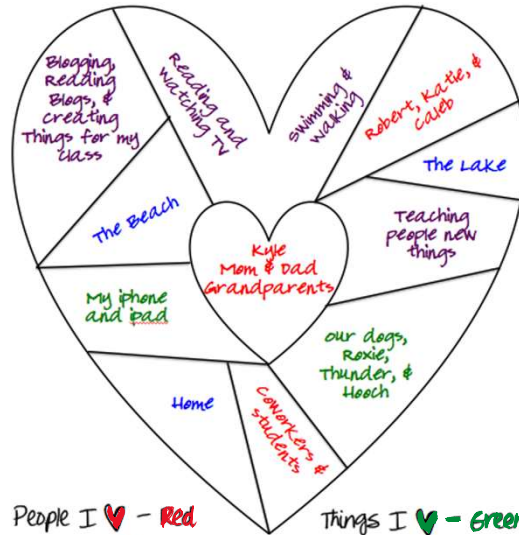 Blogging,
Reading
Blogs, &
creating
Things for my
class
Reading and
watching TV
Swimming &
walking
Robert, Katie, &
Caleb
The Lake
The Beach
Teaching
people new
things
Kyle
Mom & Dad
Grandparents
My iphone
and ipad
our dogs,
Roxie,
Thunder, &
Hooch
Home
Coworkers &
students
People I ♥ - Red
Things I ♥ - Green